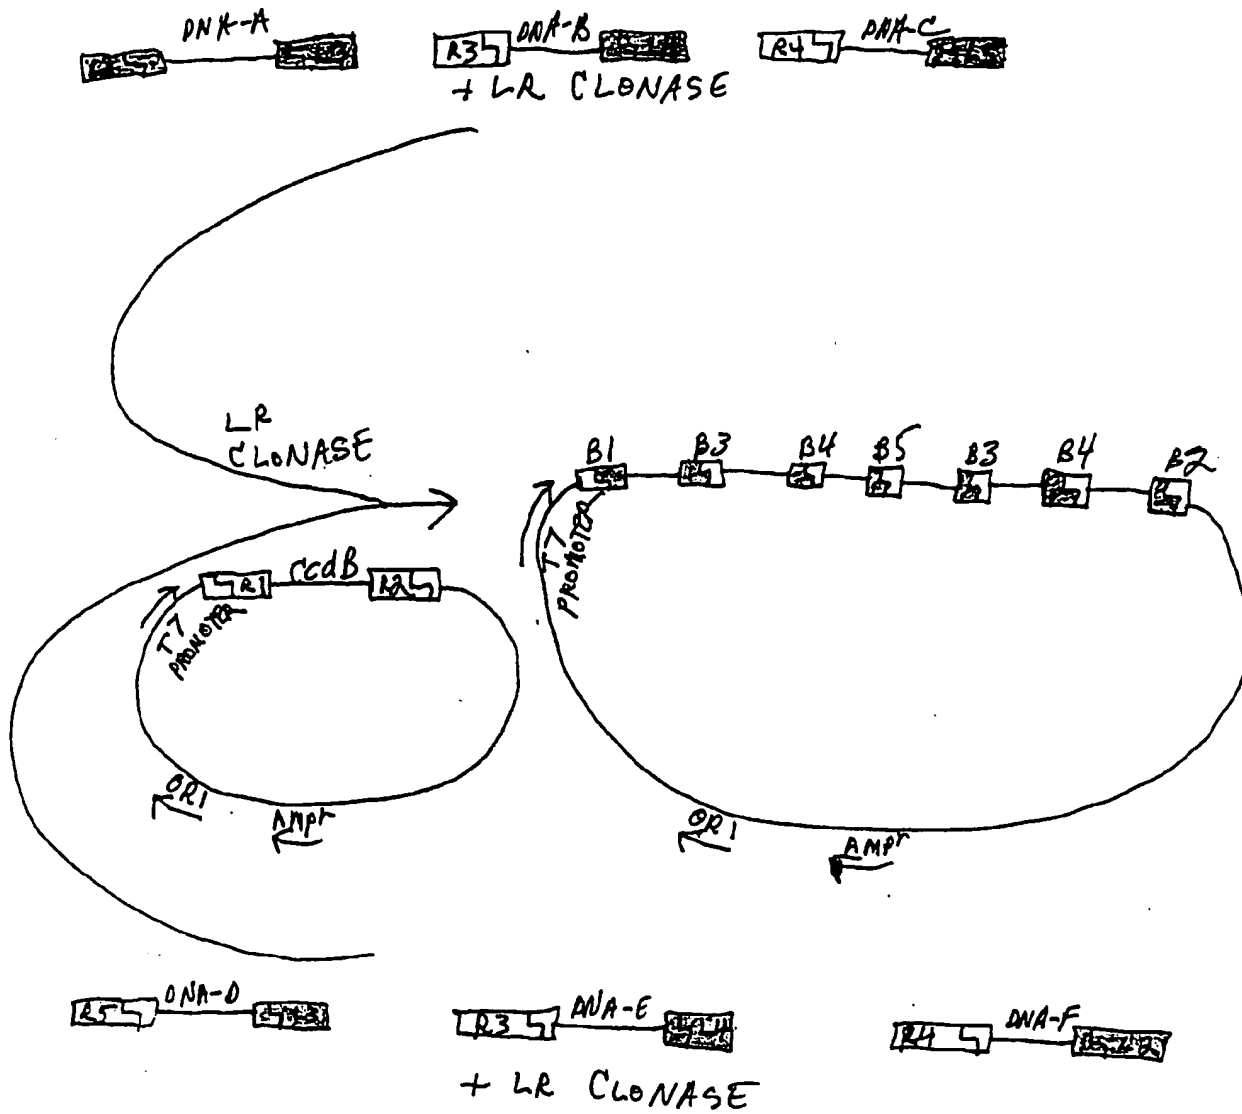 DNA-A DNA-B DNA-C
R3 R4
+ LR CLONASE
LR
CLONASE
B1 B3 B4 B5 B3 B4 B2
T7
PROMOTER
R1 ccdB R2
T7
PROMOTER
ORI
Ampr
ORI
AMPr
DNA-D DNA-E DNA-F
R5 R3 R4
+ LR CLONASE